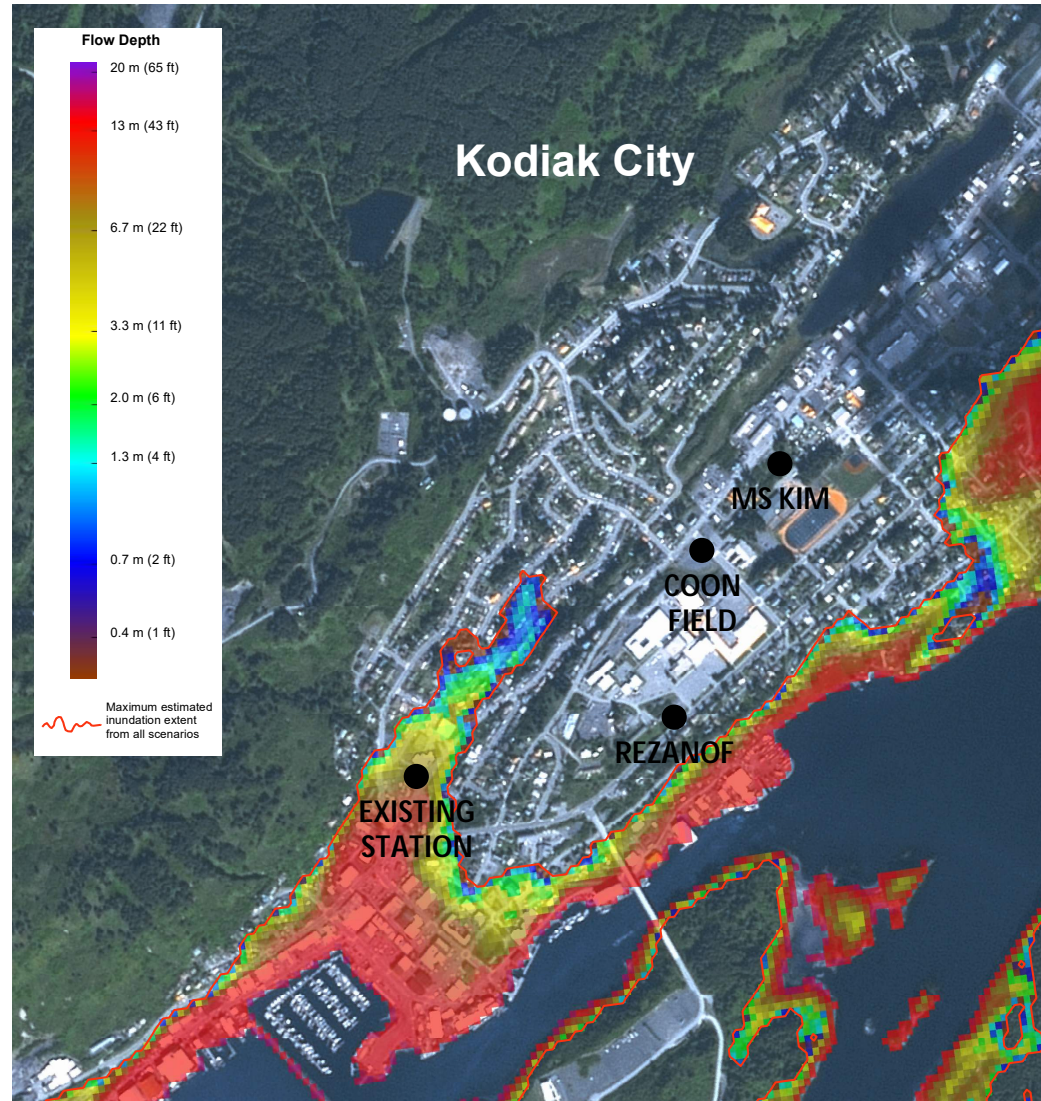 Flow Depth
20 m (65 ft)
13 m (43 ft)
6.7 m (22 ft)
3.3 m (11 ft)
2.0 m (6 ft)
1.3 m (4 ft)
0.7 m (2 ft)
0.4 m (1 ft)
Maximum estimated
inundation extent
from all scenarios
Kodiak City
MS KIM
COON
FIELD
REZANOF
EXISTING
STATION